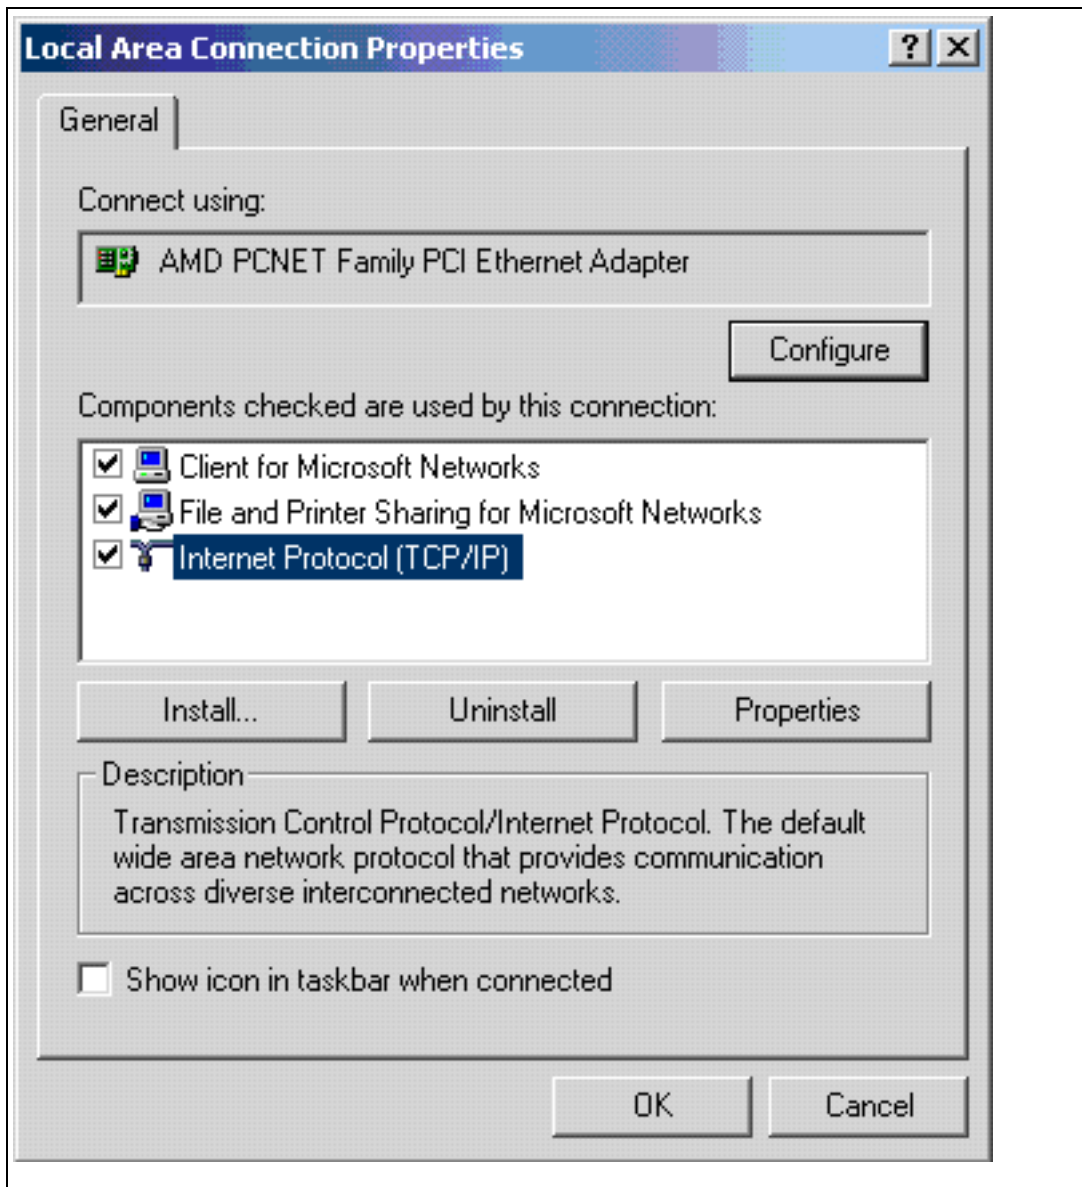 Local Area Connection Properties
General
Connect using:
AMD PCNET Family PCI Ethernet Adapter
Configure
Components checked are used by this connection:
Client for Microsoft Networks
File and Printer Sharing for Microsoft Networks
Internet Protocol (TCP/IP)
Install...
Uninstall
Properties
Description
Transmission Control Protocol/Internet Protocol. The default
wide area network protocol that provides communication
across diverse interconnected networks.
Show icon in taskbar when connected
OK
Cancel